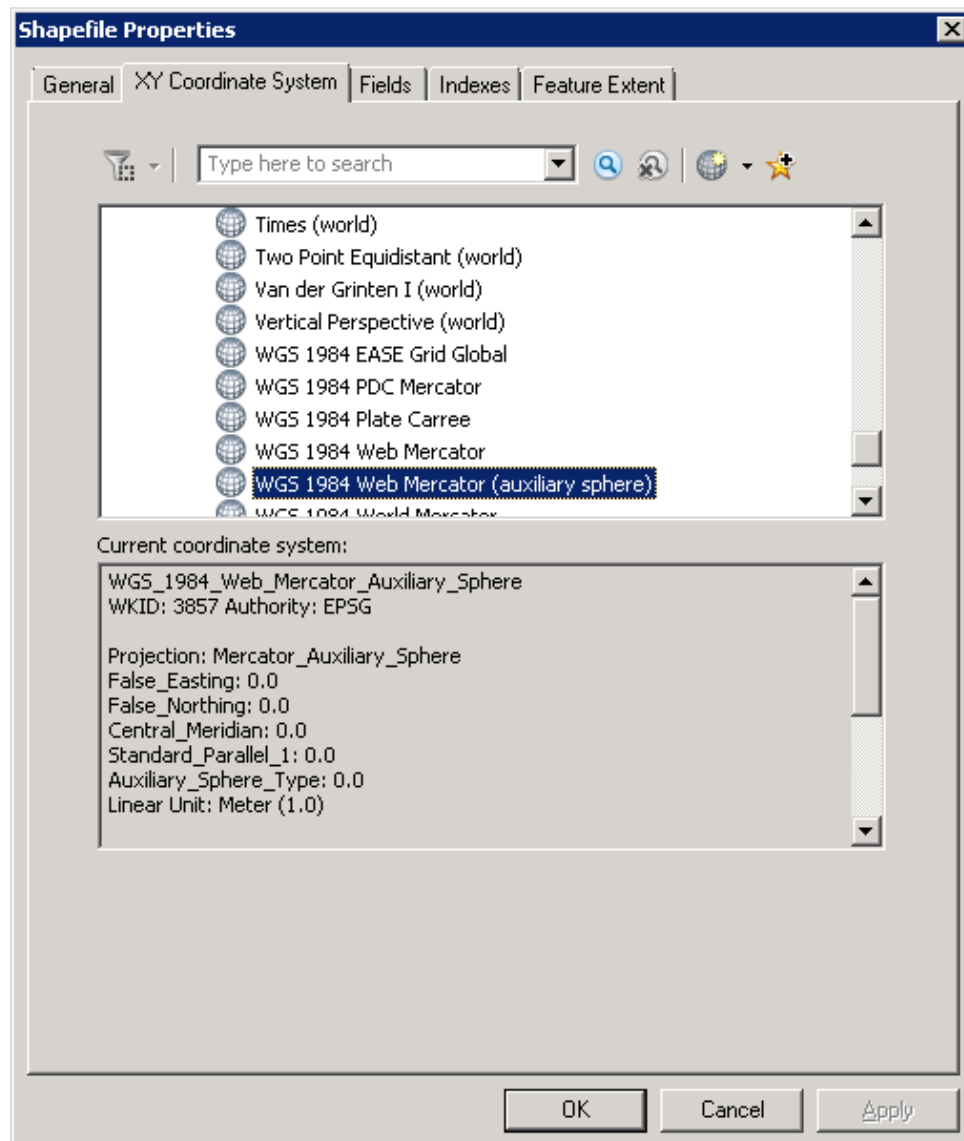 Shapefile Properties
General XY Coordinate System Fields Indexes Feature Extent
Type here to search
Times (world)
Two Point Equidistant (world)
Van der Grinten I (world)
Vertical Perspective (world)
WGS 1984 EASE Grid Global
WGS 1984 PDC Mercator
WGS 1984 Plate Carree
WGS 1984 Web Mercator
WGS 1984 Web Mercator (auxiliary sphere)
WGS 1984 World Mercator
Current coordinate system:
WGS_1984_Web_Mercator_Auxiliary_Sphere
WKID: 3857 Authority: EPSG
Projection: Mercator_Auxiliary_Sphere
False_Easting: 0.0
False_Northing: 0.0
Central_Meridian: 0.0
Standard_Parallel_1: 0.0
Auxiliary_Sphere_Type: 0.0
Linear Unit: Meter (1.0)
OK Cancel Apply